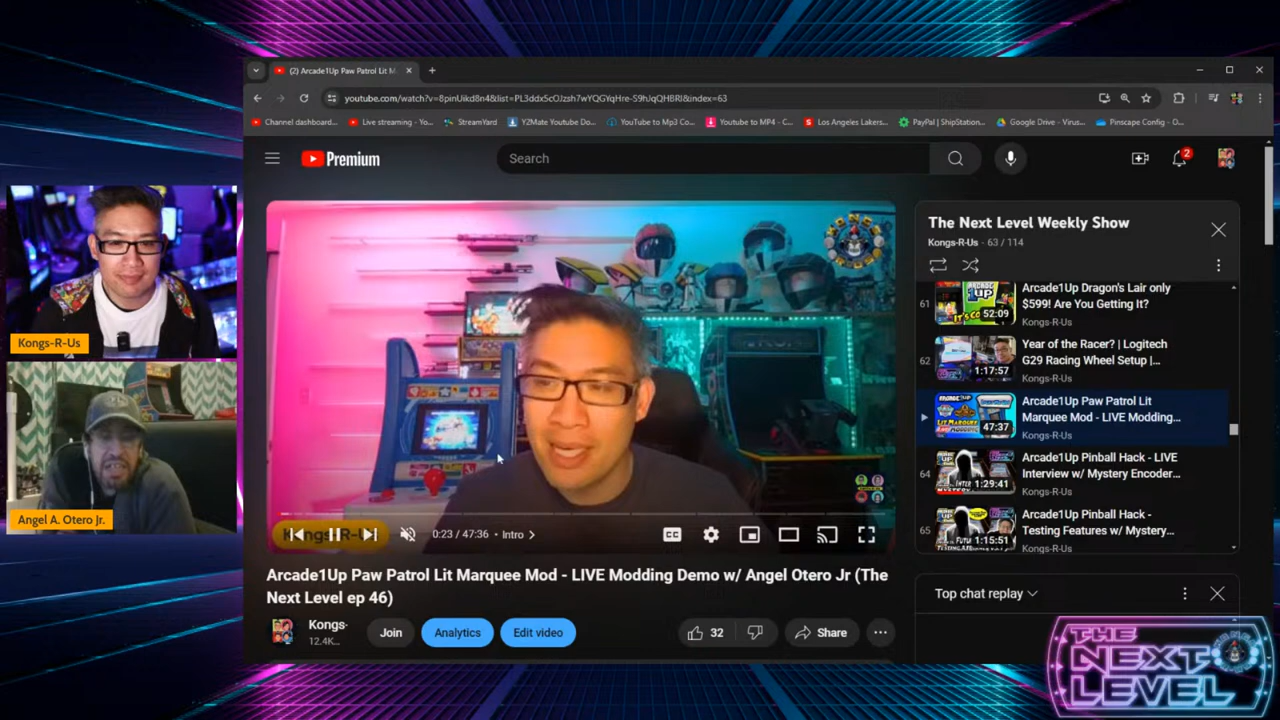 (2) Arcade1Up Paw Patrol Lit M
youtube.com/watch?v=8pinUikd8n4&list=PL3ddx5cOJzsh7wYQGYqHre-S9hJqQHBRI&index=63
Channel dashboard...
Live streaming - Yo...
StreamYard
Y2Mate Youtube Do...
YouTube to Mp3 Co...
Youtube to MP4 - C...
Los Angeles Lakers...
PayPal | ShipStation...
Google Drive - Virus...
Pinscape Config - O...
Premium
Search
2
The Next Level Weekly Show
Kongs-R-Us - 63 / 114
61
Arcade1Up Dragon's Lair only
$599! Are You Getting It?
Kongs-R-Us
52:09
62
Year of the Racer? | Logitech
G29 Racing Wheel Setup |...
Kongs-R-Us
1:17:57
Arcade1Up Paw Patrol Lit
Marquee Mod - LIVE Modding...
Kongs-R-Us
47:37
64
Arcade1Up Pinball Hack - LIVE
Interview w/ Mystery Encoder...
Kongs-R-Us
1:29:41
65
Arcade1Up Pinball Hack -
Testing Features w/ Mystery...
Kongs-R-Us
1:15:51
Kongs-R-Us
Angel A. Otero Jr.
0:23 / 47:36 • Intro
CC
Arcade1Up Paw Patrol Lit Marquee Mod - LIVE Modding Demo w/ Angel Otero Jr (The
Next Level ep 46)
Kongs-
12.4K...
Join
Analytics
Edit video
32
Share
Top chat replay
THE
NEXT
LEVEL